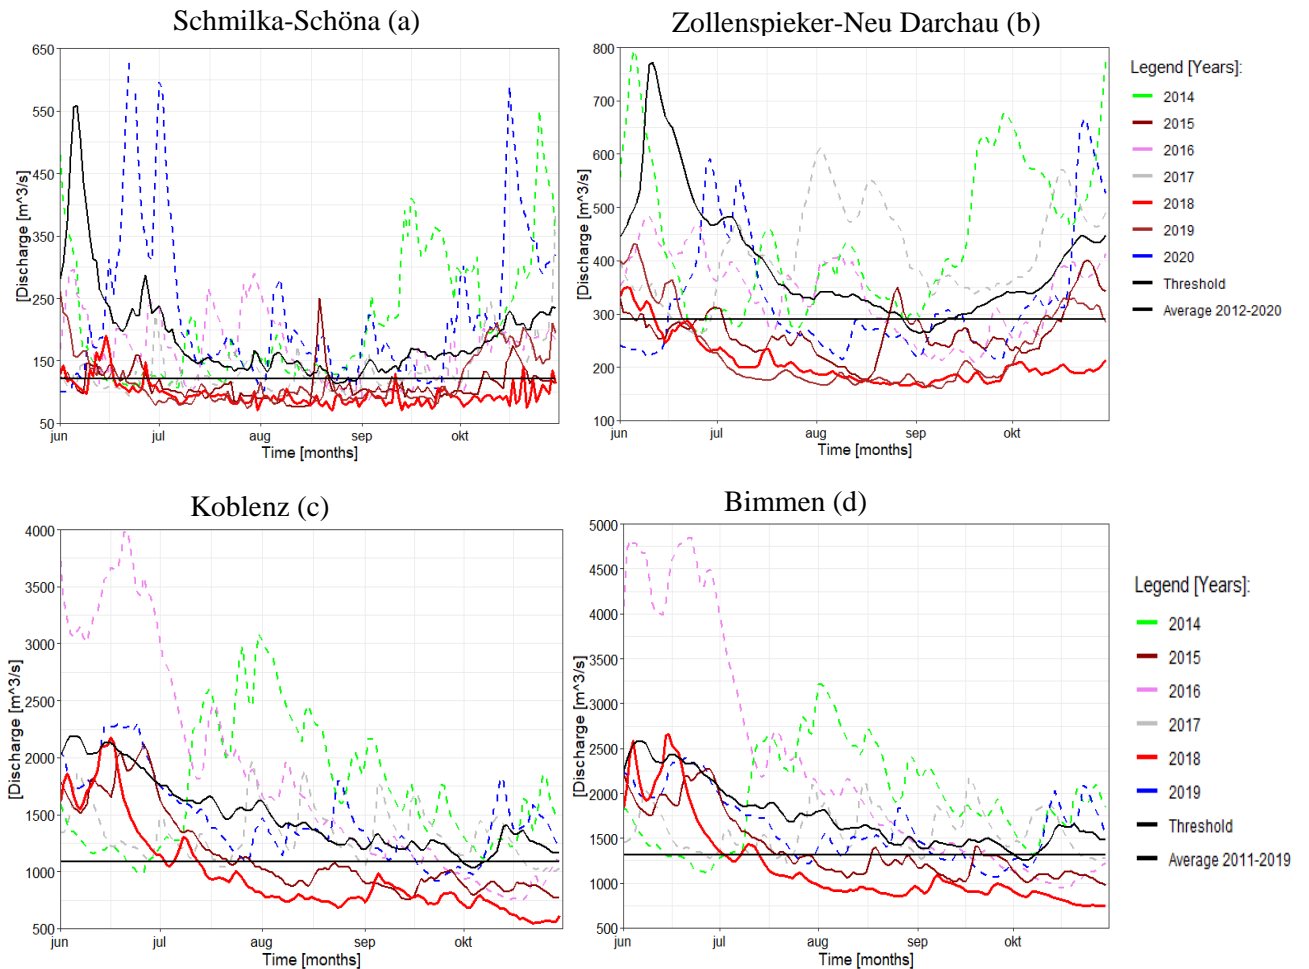 Schmilka-Schöna (a)
[Discharge [m^3/s]
650
550
450
350
250
150
50
jun
jul
aug
sep
okt
Time [months]
Zollenspieker-Neu Darchau (b)
[Discharge [m^3/s]
800
700
600
500
400
300
200
100
jun
jul
aug
sep
okt
Time [months]
Legend [Years]:
2014
2015
2016
2017
2018
2019
2020
Threshold
Average 2012-2020
Koblenz (c)
[Discharge [m^3/s]
4000
3500
3000
2500
2000
1500
1000
500
jun
jul
aug
sep
okt
Time [months]
Bimmen (d)
[Discharge [m^3/s]
5000
4500
4000
3500
3000
2500
2000
1500
1000
500
jun
jul
aug
sep
okt
Time [months]
Legend [Years]:
2014
2015
2016
2017
2018
2019
Threshold
Average 2011-2019